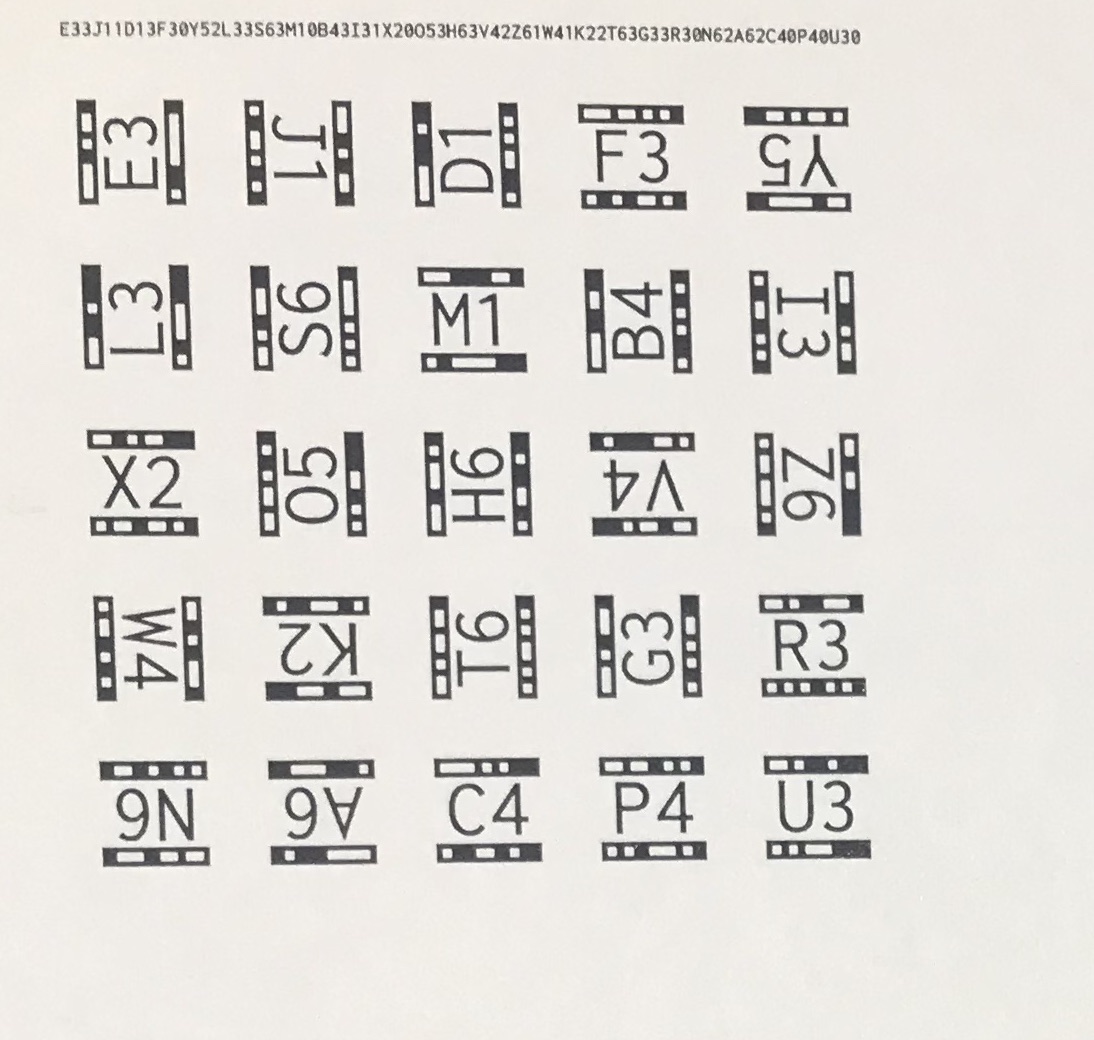 E33J11D13F30Y52L33S63M10B43I31X20O53H63V42Z61W41K22T63G33R30N62A62C40P40U30
E3 J1 D1 F3 Y5
L3 S6 M1 B4 I3
X2 O5 H6 V4 Z6
W4 K2 T6 G3 R3
N6 A6 C4 P4 U3